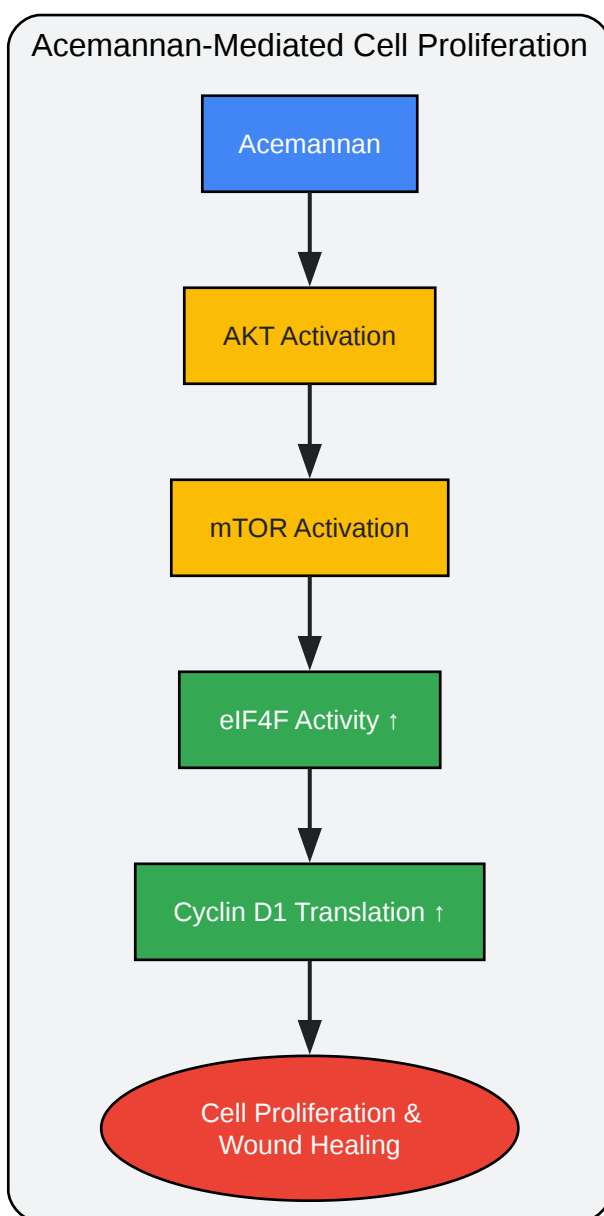 Acemannan-Mediated Cell Proliferation
Acemannan
AKT Activation
mTOR Activation
eIF4F Activity ↑
Cyclin D1 Translation ↑
Cell Proliferation &
Wound Healing